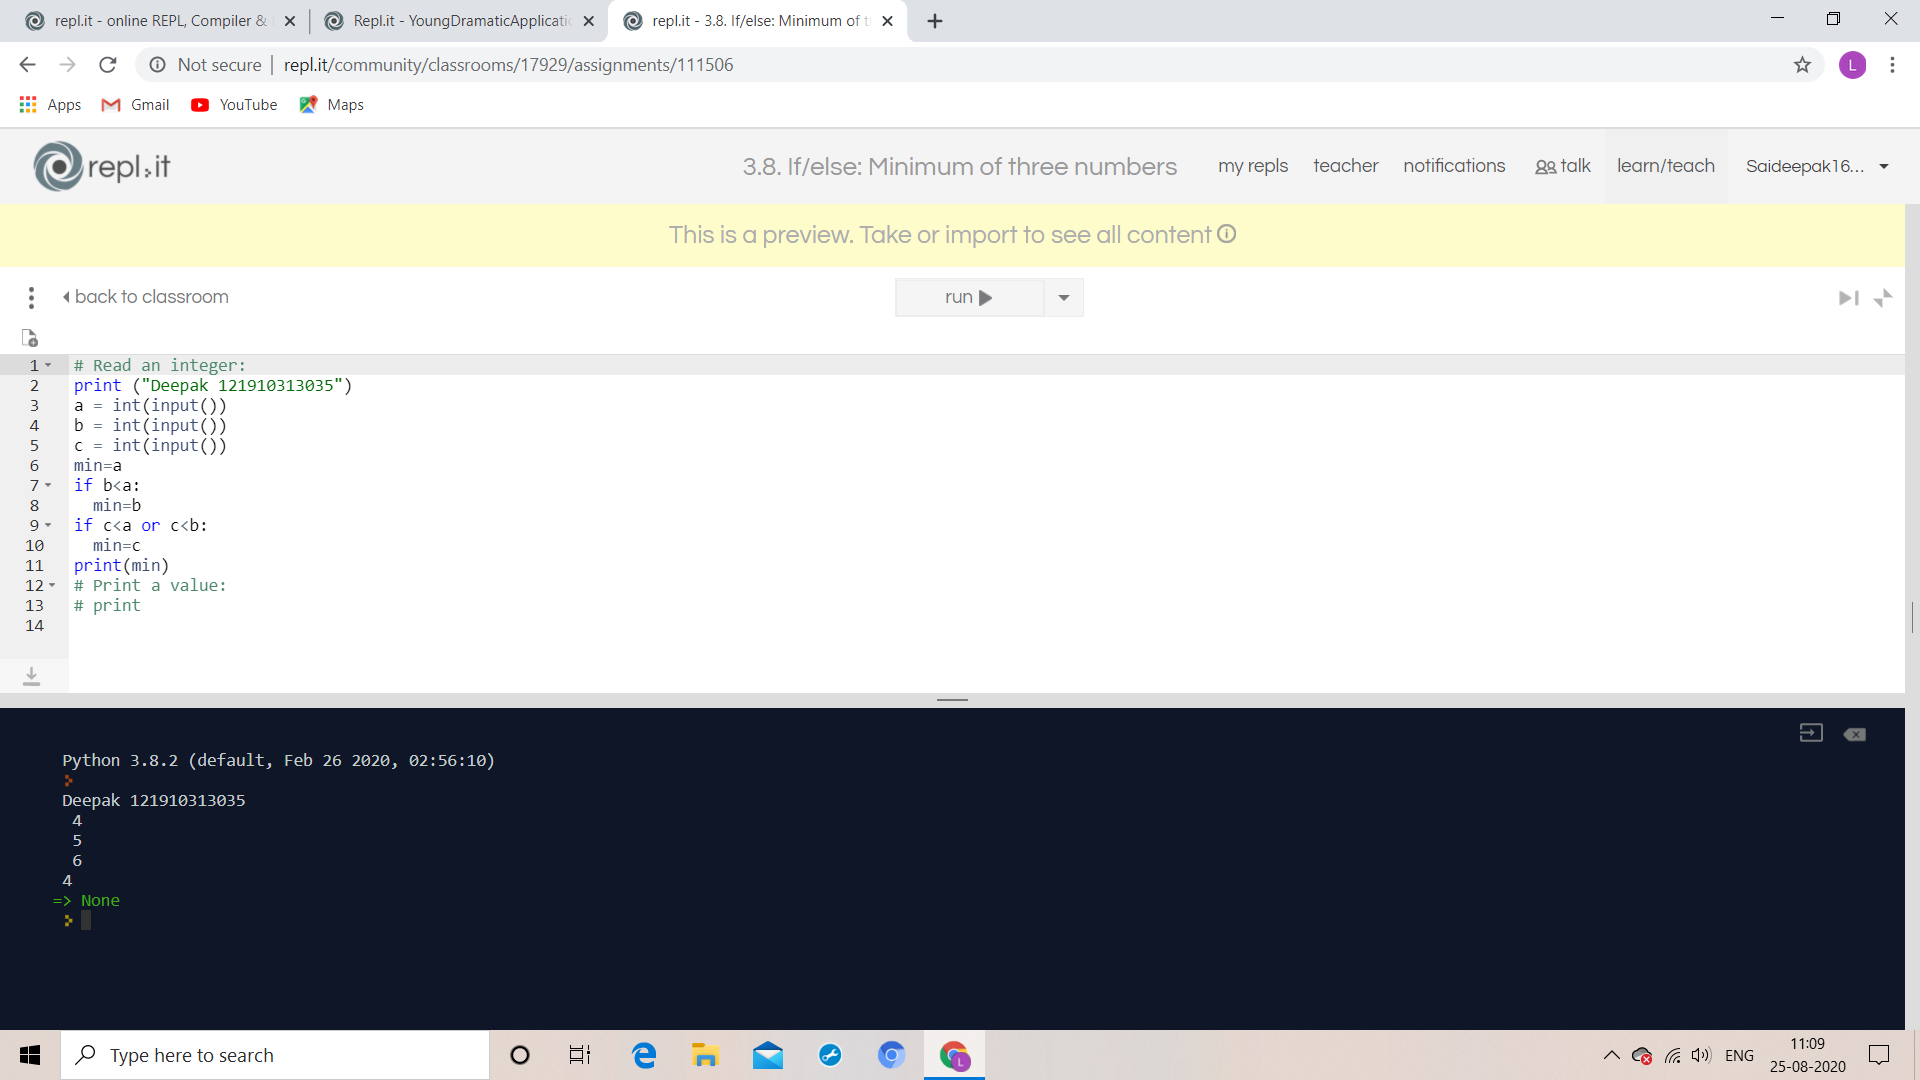 repl.it - online REPL, Compiler &
Repl.it - YoungDramaticApplicatic
repl.it - 3.8. If/else: Minimum of t
Not secure | repl.it/community/classrooms/17929/assignments/111506
L
Apps Gmail YouTube Maps
repl.it
3.8. If/else: Minimum of three numbers
my repls teacher notifications talk learn/teach Saideepak16...
This is a preview. Take or import to see all content
back to classroom
run
1 # Read an integer:
2 print ("Deepak 121910313035")
3 a = int(input())
4 b = int(input())
5 c = int(input())
6 min=a
7 if b<a:
8 min=b
9 if c<a or c<b:
10 min=c
11 print(min)
12 # Print a value:
13 # print
14
Python 3.8.2 (default, Feb 26 2020, 02:56:10)
Deepak 121910313035
4
5
6
4
=> None
Type here to search
L
ENG
11:09
25-08-2020